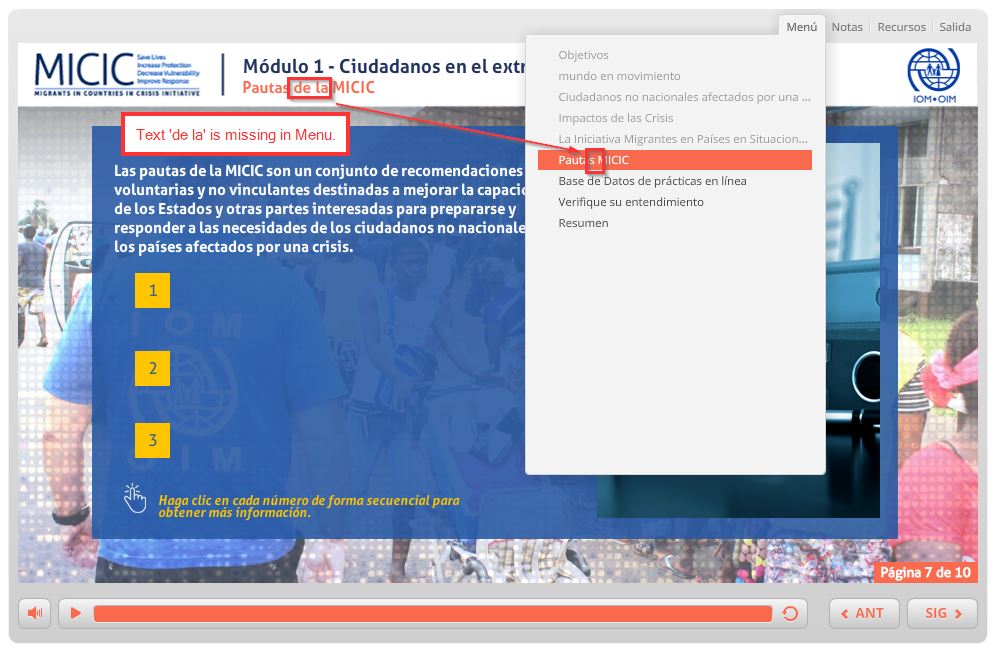 Menú Notas Recursos Salida
MICIC
Save Lives
Increase Protection
Decrease Vulnerability
Improve Response
MIGRANTS IN COUNTRIES IN CRISIS INITIATIVE
Módulo 1 - Ciudadanos en el extr
Pautas de la MICIC
IOM•OIM
Text 'de la' is missing in Menu.
Objetivos
mundo en movimiento
Ciudadanos no nacionales afectados por una ...
Impactos de las Crisis
La Iniciativa Migrantes en Países en Situacion...
Pautas MICIC
Base de Datos de prácticas en línea
Verifique su entendimiento
Resumen
Las pautas de la MICIC son un conjunto de recomendaciones
voluntarias y no vinculantes destinadas a mejorar la capacid
de los Estados y otras partes interesadas para prepararse y
responder a las necesidades de los ciudadanos no nacionale
los países afectados por una crisis.
1
2
3
IOM
OIM
Haga clic en cada número de forma secuencial para
obtener más información.
Página 7 de 10
ANT
SIG